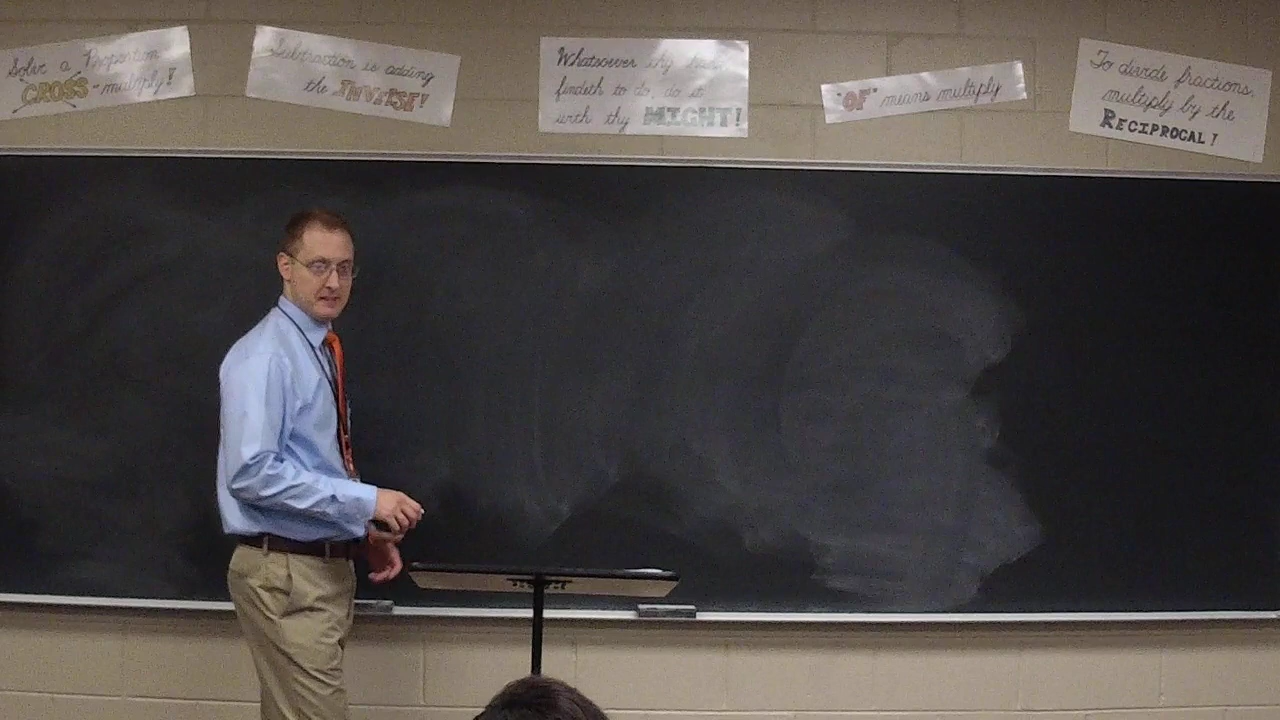 Solve a Proportion
CROSS-multiply!
Subtraction is adding
the INVERSE!
Whatsoever thy hand
findeth to do, do it
with thy MIGHT!
"OF" means multiply
To divide fractions,
multiply by the
RECIPROCAL!